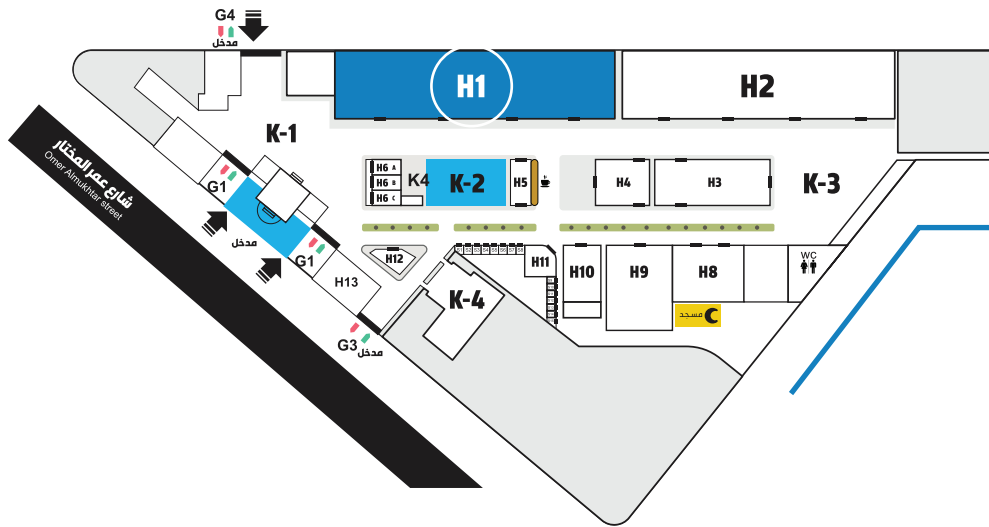 G4
مدخل
H1
H2
K-1
شارع عمر المختار
Omer Almukhtar street
G1
مدخل
G1
H6 A
H6 B
H6 C
K4
K-2
H5
H4
H3
K-3
H12
H13
G3
مدخل
K-4
H11
H10
H9
H8
WC
مسجد